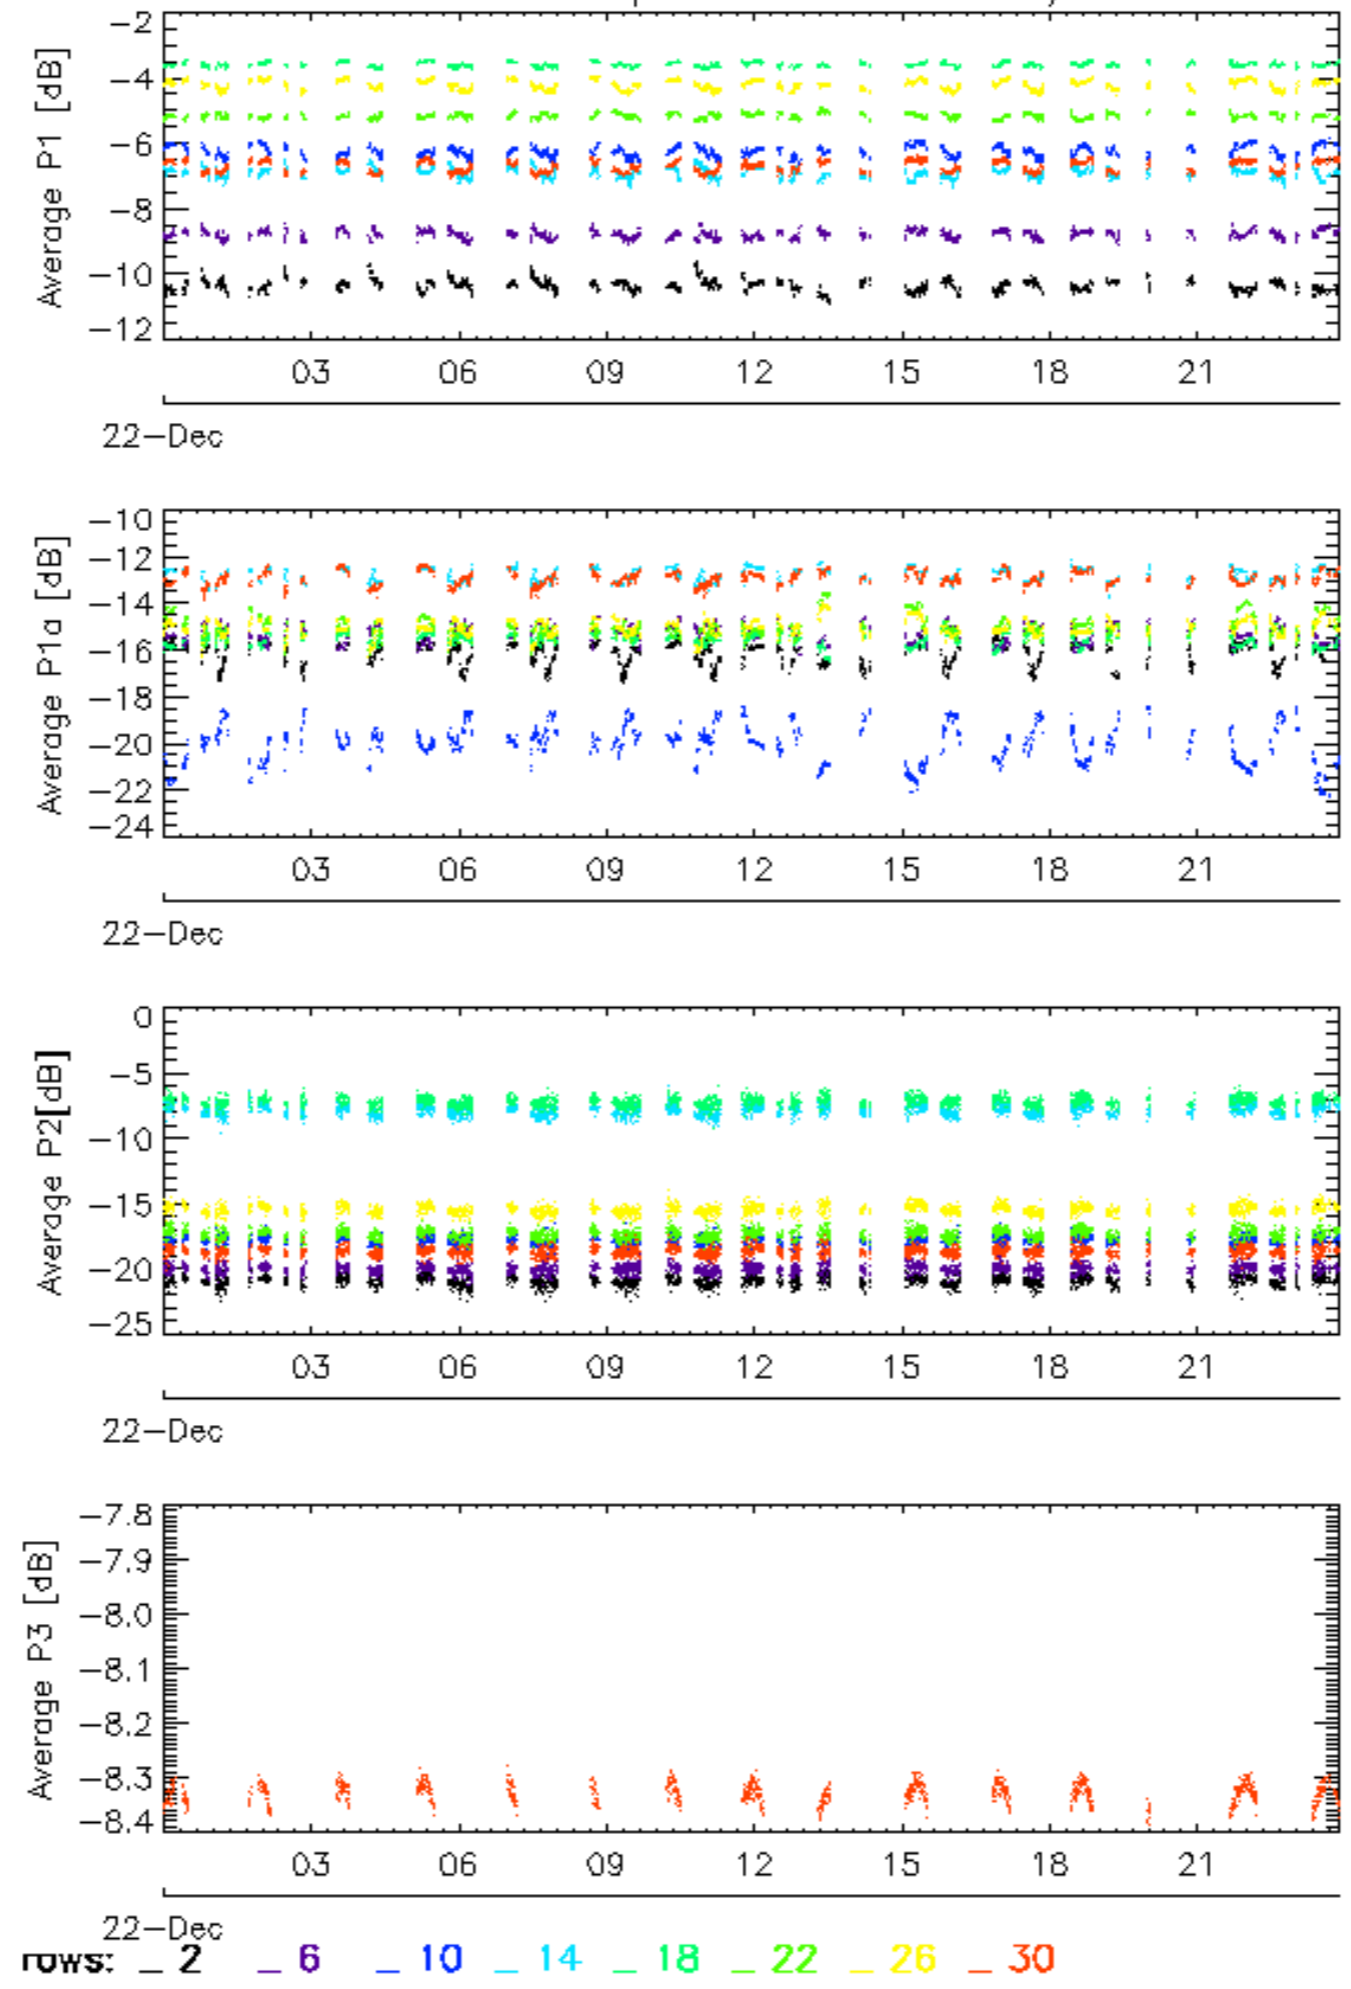 Average P1 [dB]
-2
-4
-6
-8
-10
-12
03 06 09 12 15 18 21
22-Dec
Average P1a [dB]
-10
-12
-14
-16
-18
-20
-22
-24
03 06 09 12 15 18 21
22-Dec
Average P2[dB]
0
-5
-10
-15
-20
-25
03 06 09 12 15 18 21
22-Dec
Average P3 [dB]
-7.8
-7.9
-8.0
-8.1
-8.2
-8.3
-8.4
03 06 09 12 15 18 21
22-Dec
rows: _ 2 _ 6 _ 10 _ 14 _ 18 _ 22 _ 26 _ 30